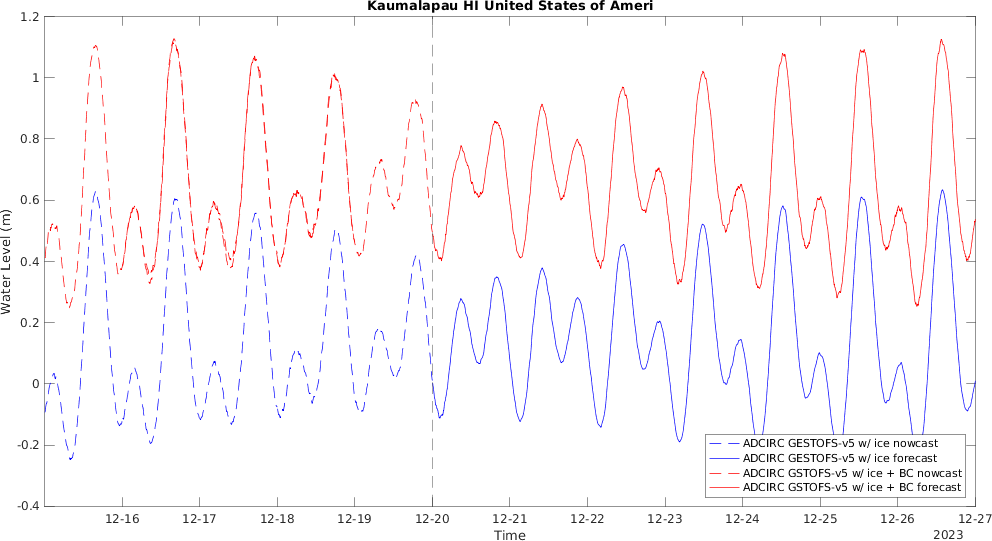 Kaumalapau HI United States of Ameri
1.2
1
0.8
0.6
0.4
0.2
0
-0.2
-0.4
Water Level (m)
12-16 12-17 12-18 12-19 12-20 12-21 12-22 12-23 12-24 12-25 12-26 12-27
Time
2023
ADCIRC GESTOFS-v5 w/ ice nowcast
ADCIRC GESTOFS-v5 w/ ice forecast
ADCIRC GSTOFS-v5 w/ ice + BC nowcast
ADCIRC GSTOFS-v5 w/ ice + BC forecast